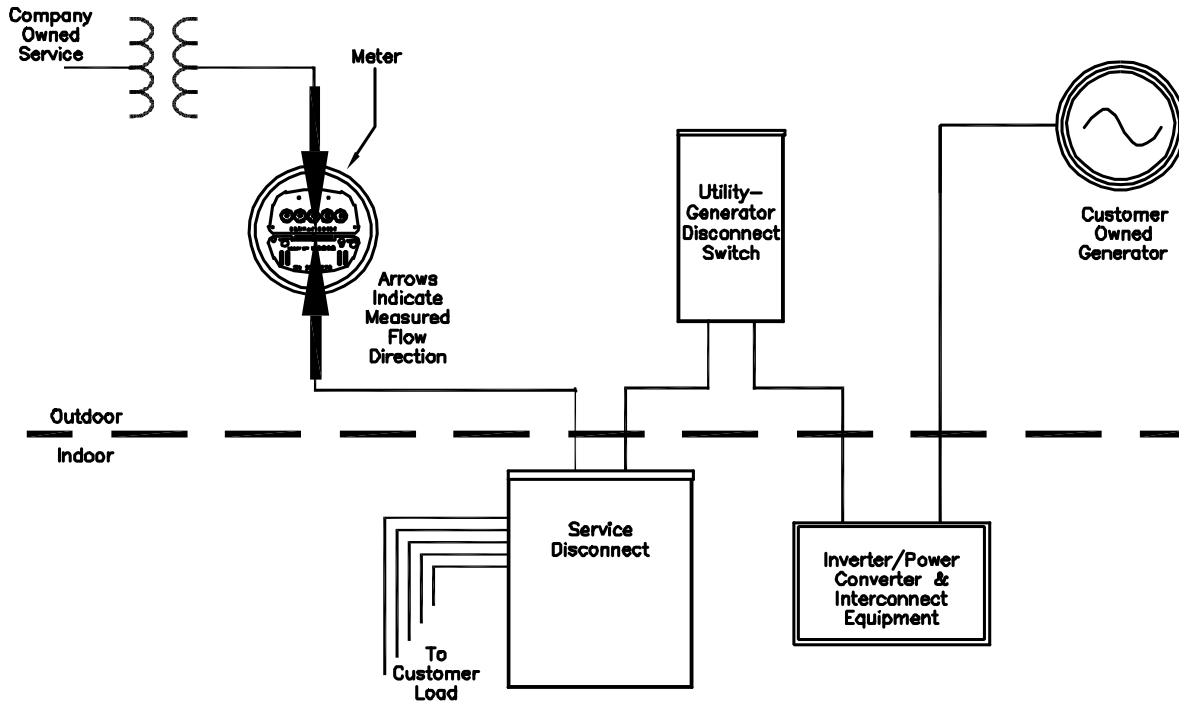 Company
Owned
Service
Meter
Utility-
Generator
Disconnect
Switch
Customer
Owned
Generator
Arrows
Indicate
Measured
Flow
Direction
Outdoor
Indoor
Service
Disconnect
Inverter/Power
Converter &
Interconnect
Equipment
To
Customer
Load